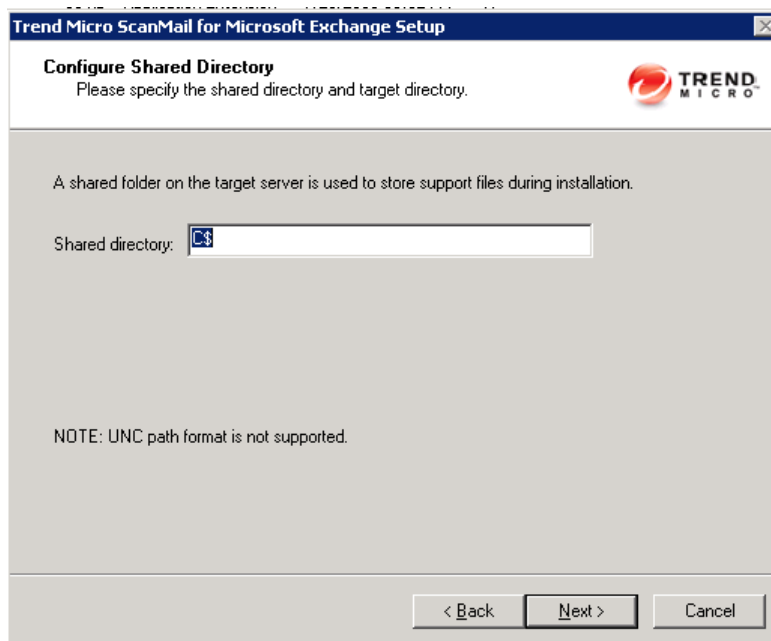 Trend Micro ScanMail for Microsoft Exchange Setup
Configure Shared Directory
Please specify the shared directory and target directory.
TREND
MICRO™
A shared folder on the target server is used to store support files during installation.
Shared directory: C$
NOTE: UNC path format is not supported.
< Back Next > Cancel